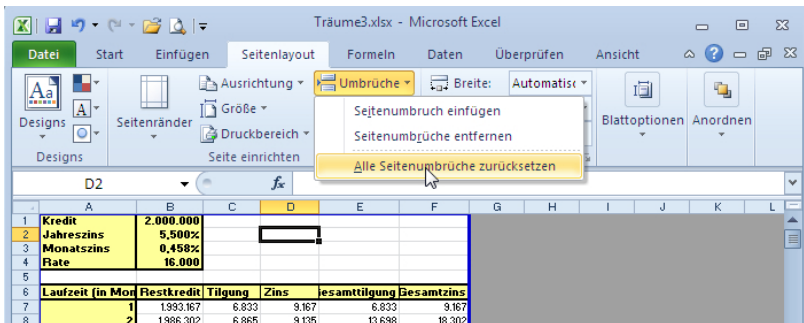 Träume3.xlsx - Microsoft Excel
Datei Start Einfügen Seitenlayout Formeln Daten Überprüfen Ansicht
Aa
A
Designs
Designs
Seitenränder
Ausrichtung
Größe
Druckbereich
Seite einrichten
Umbrüche
Breite: Automatisc
Seitenumbruch einfügen
Seitenumbrüche entfernen
Alle Seitenumbrüche zurücksetzen
Blattoptionen
Anordnen
D2 fx
A B C D E F G H I J K L
1 Kredit 2.000.000
2 Jahreszins 5,500%
3 Monatszins 0,458%
4 Rate 16.000
5
6 Laufzeit (in Mon Restkredit Tilgung Zins esamttilgung Gesamtzins
7 1 1.993.167 6.833 9.167 6.833 9.167
8 2 1.986.302 6.865 9.135 13.698 18.302